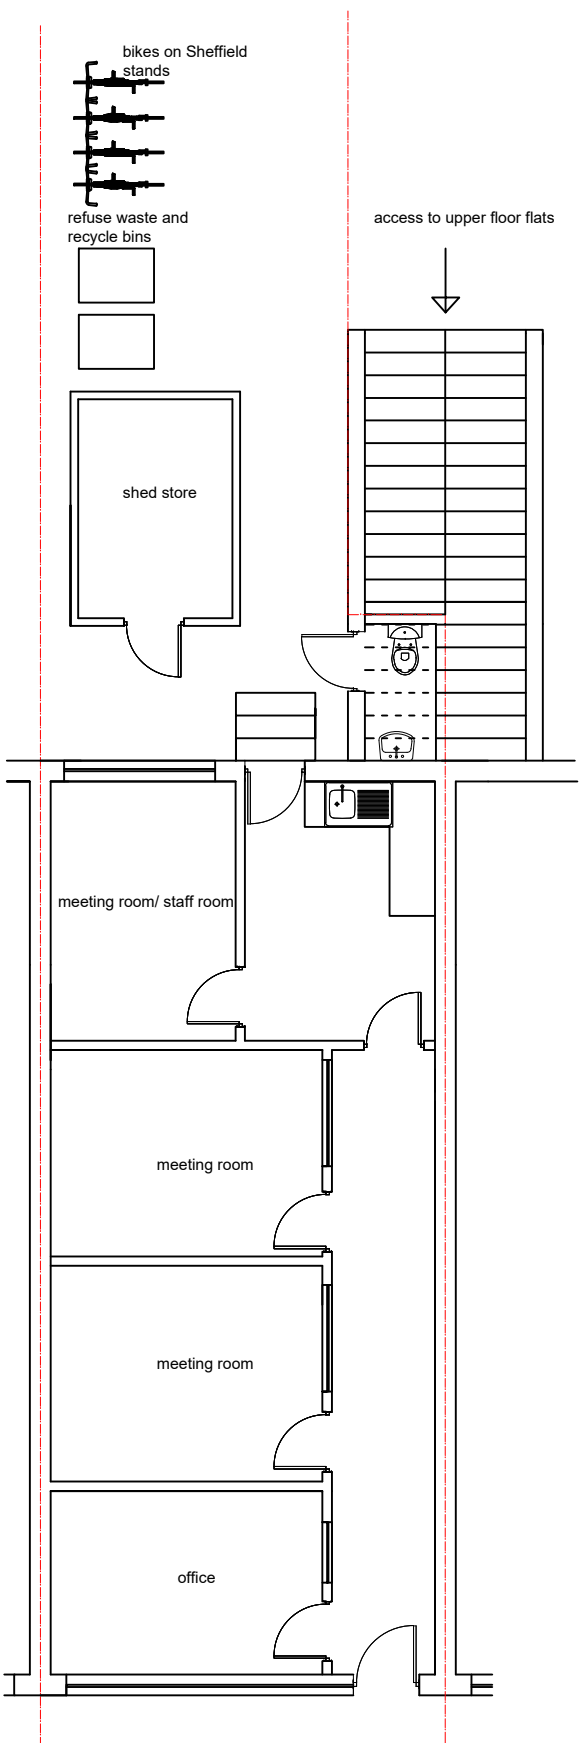 bikes on Sheffield
stands
refuse waste and
recycle bins
access to upper floor flats
shed store
meeting room/ staff room
meeting room
meeting room
office